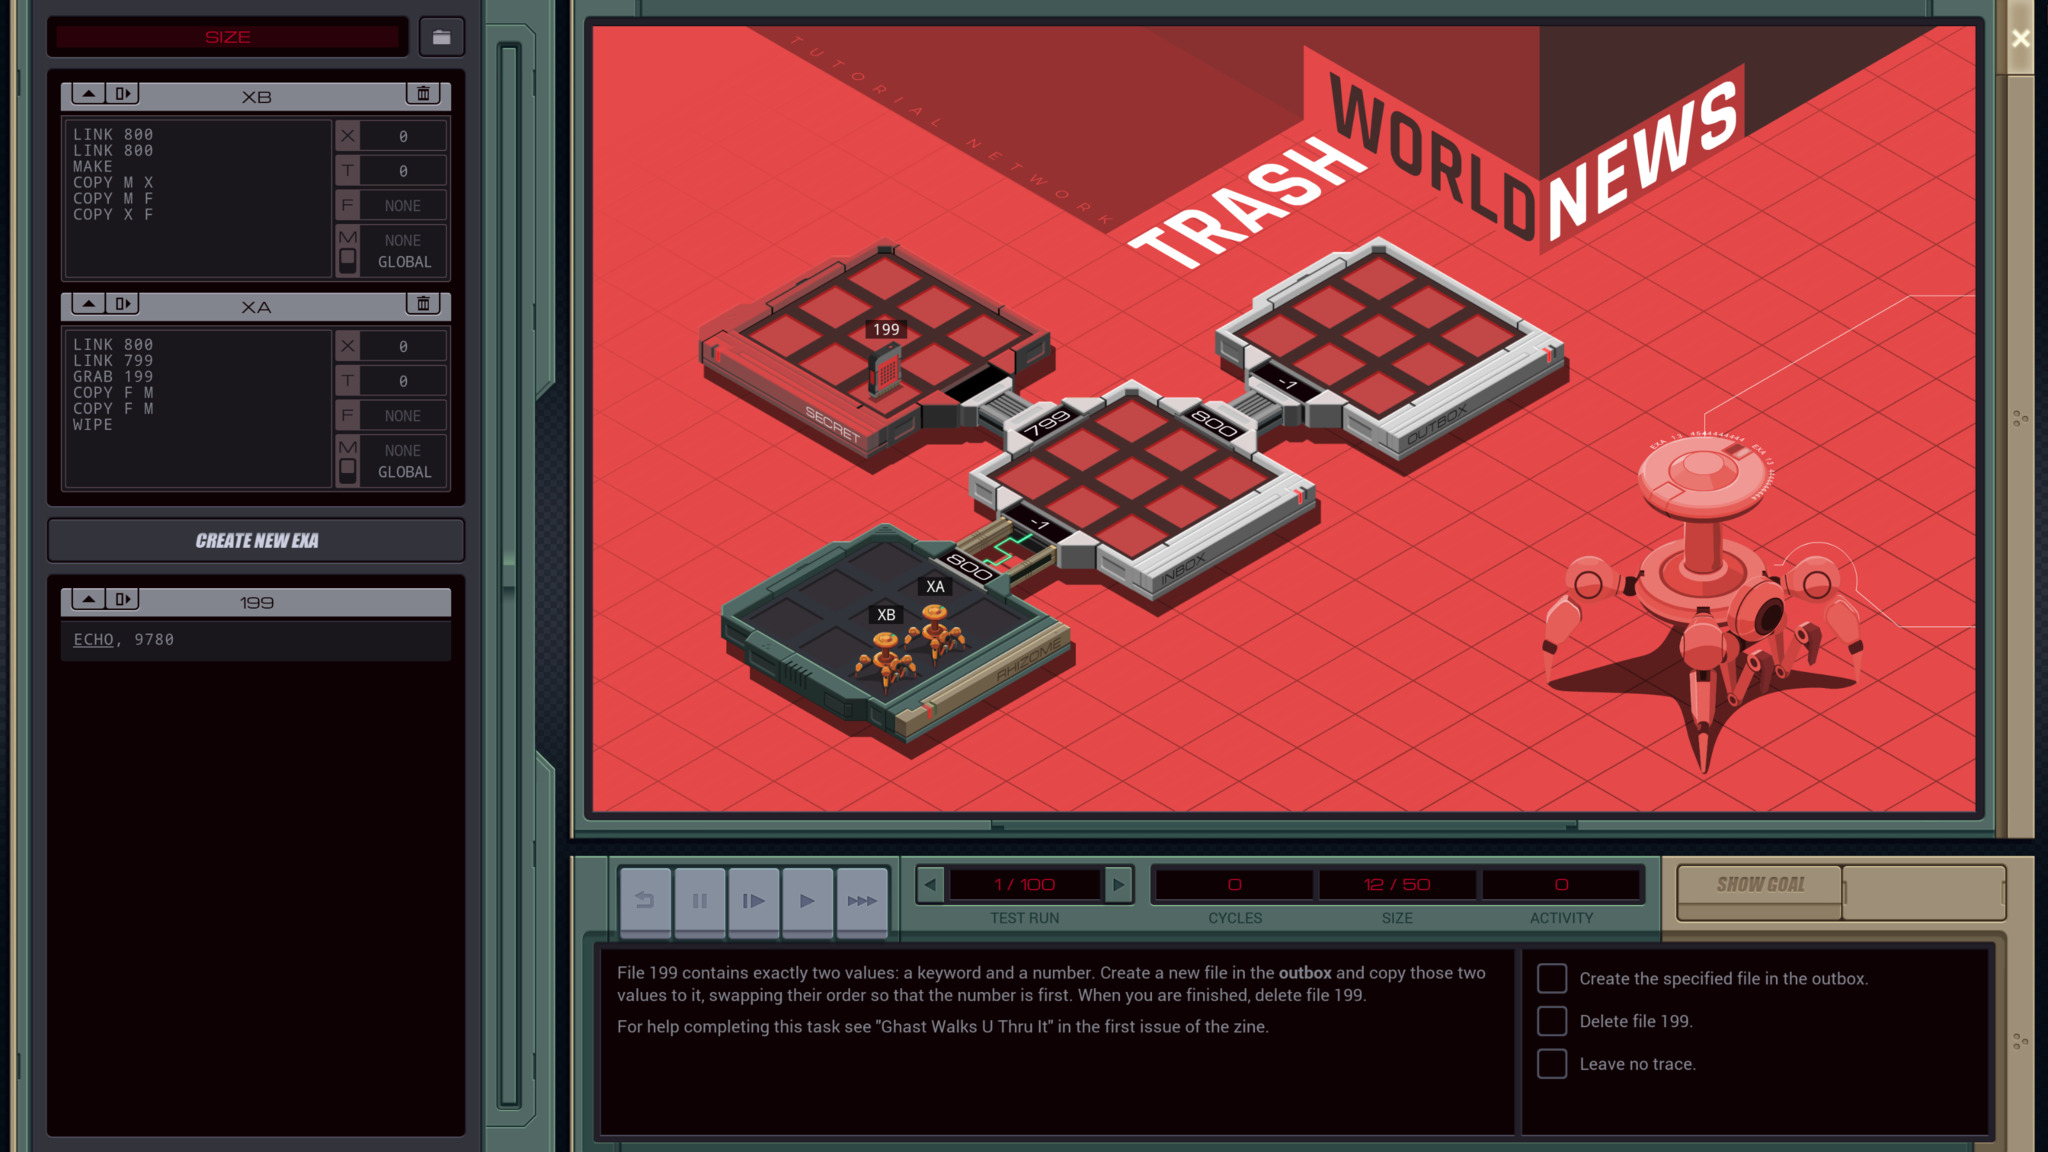 SIZE
XB
LINK 800
LINK 800
MAKE
COPY M X
COPY M F
COPY X F
X 0
T 0
F NONE
M NONE
GLOBAL
XA
LINK 800
LINK 799
GRAB 199
COPY F M
COPY F M
WIPE
X 0
T 0
F NONE
M NONE
GLOBAL
CREATE NEW EXA
199
ECHO, 9780
TUTORIAL NETWORK
TRASH
WORLD
NEWS
199
SECRET
799
800
-1
OUTBOX
-1
INBOX
800
XA
XB
RHIZOME
1 / 100
TEST RUN
0
CYCLES
12 / 50
SIZE
0
ACTIVITY
SHOW GOAL
File 199 contains exactly two values: a keyword and a number. Create a new file in the outbox and copy those two
values to it, swapping their order so that the number is first. When you are finished, delete file 199.
For help completing this task see "Ghast Walks U Thru It" in the first issue of the zine.
Create the specified file in the outbox.
Delete file 199.
Leave no trace.